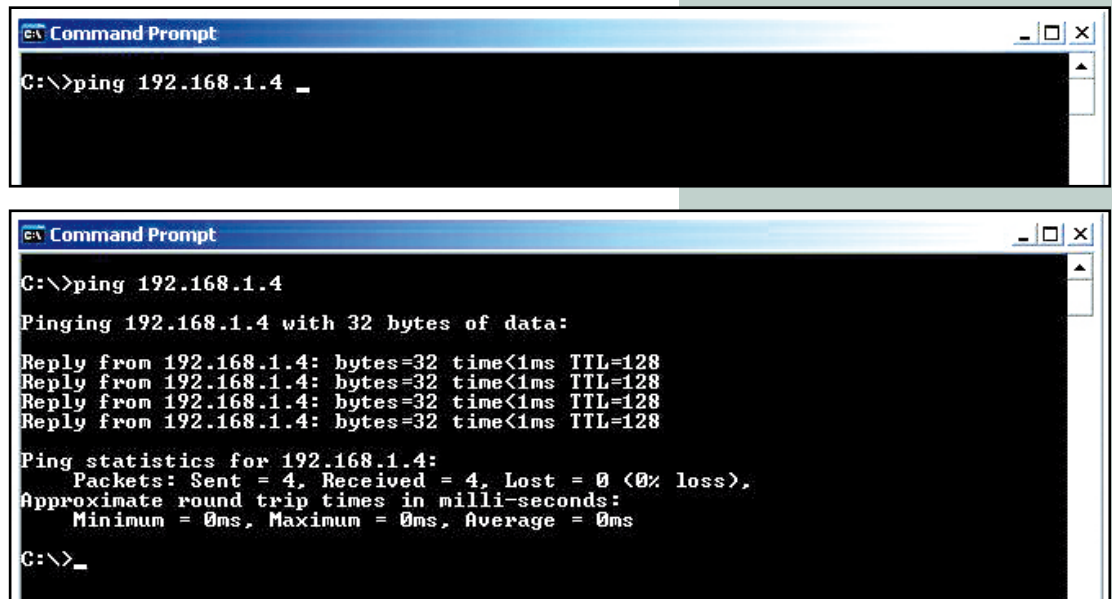 Command Prompt
C:\>ping 192.168.1.4
Command Prompt
C:\>ping 192.168.1.4
Pinging 192.168.1.4 with 32 bytes of data:
Reply from 192.168.1.4: bytes=32 time<1ms TTL=128
Reply from 192.168.1.4: bytes=32 time<1ms TTL=128
Reply from 192.168.1.4: bytes=32 time<1ms TTL=128
Reply from 192.168.1.4: bytes=32 time<1ms TTL=128
Ping statistics for 192.168.1.4:
Packets: Sent = 4, Received = 4, Lost = 0 (0% loss),
Approximate round trip times in milli-seconds:
Minimum = 0ms, Maximum = 0ms, Average = 0ms
C:\>